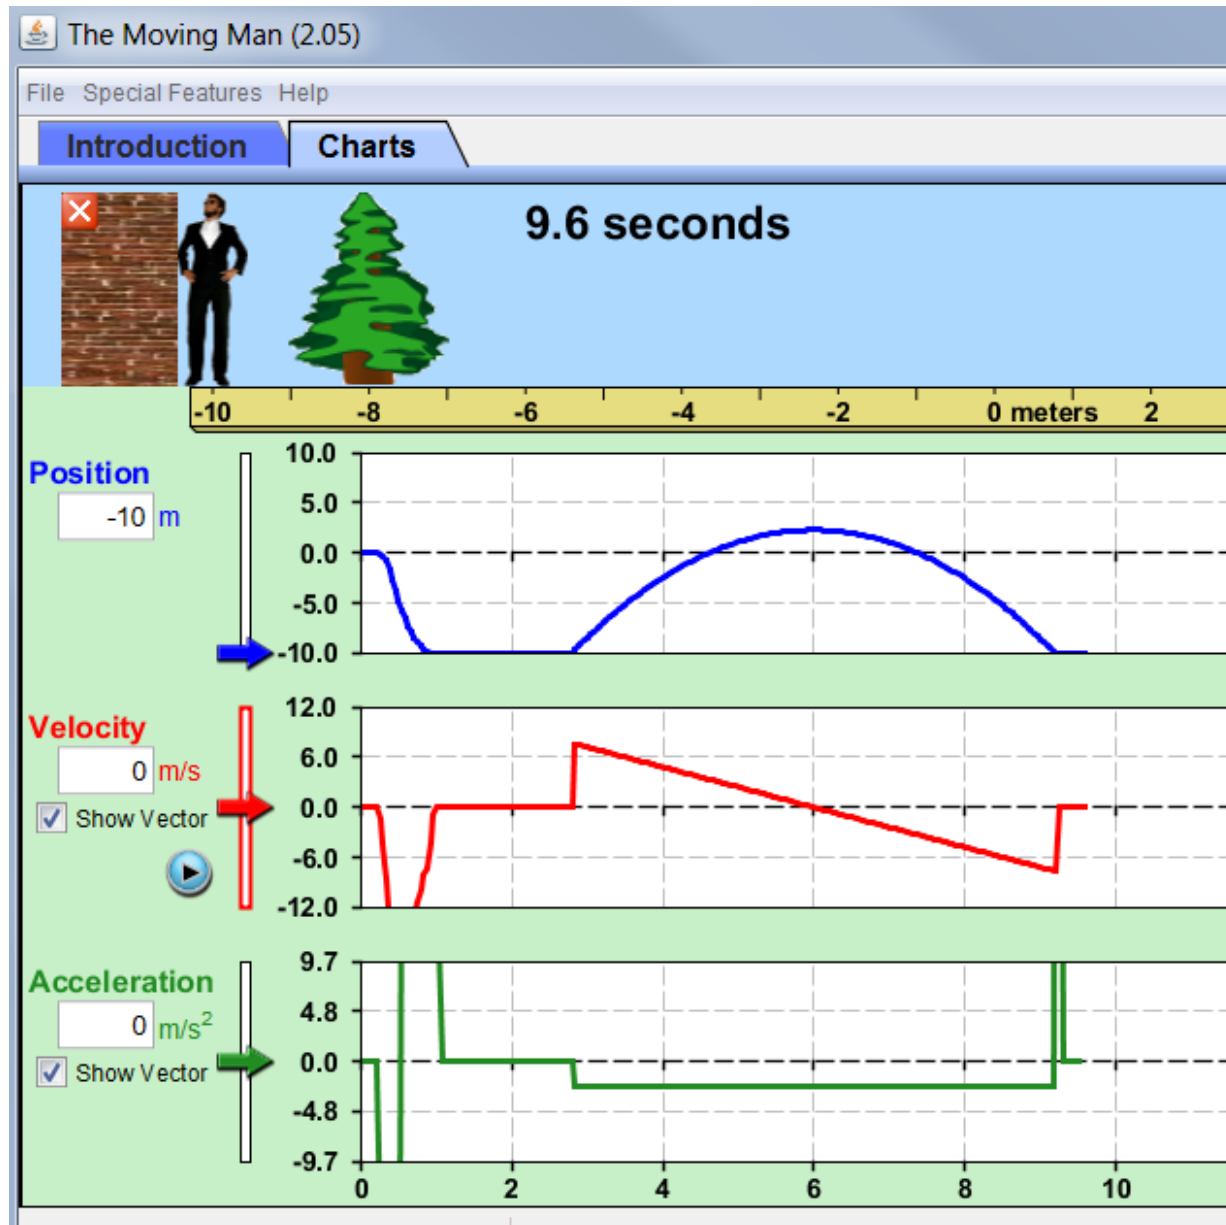 The Moving Man (2.05)
File Special Features Help
Introduction Charts
9.6 seconds
-10 -8 -6 -4 -2 0 meters 2
Position
-10 m
10.0
5.0
0.0
-5.0
-10.0
Velocity
0 m/s
Show Vector
12.0
6.0
0.0
-6.0
-12.0
Acceleration
0 m/s²
Show Vector
9.7
4.8
0.0
-4.8
-9.7
0 2 4 6 8 10